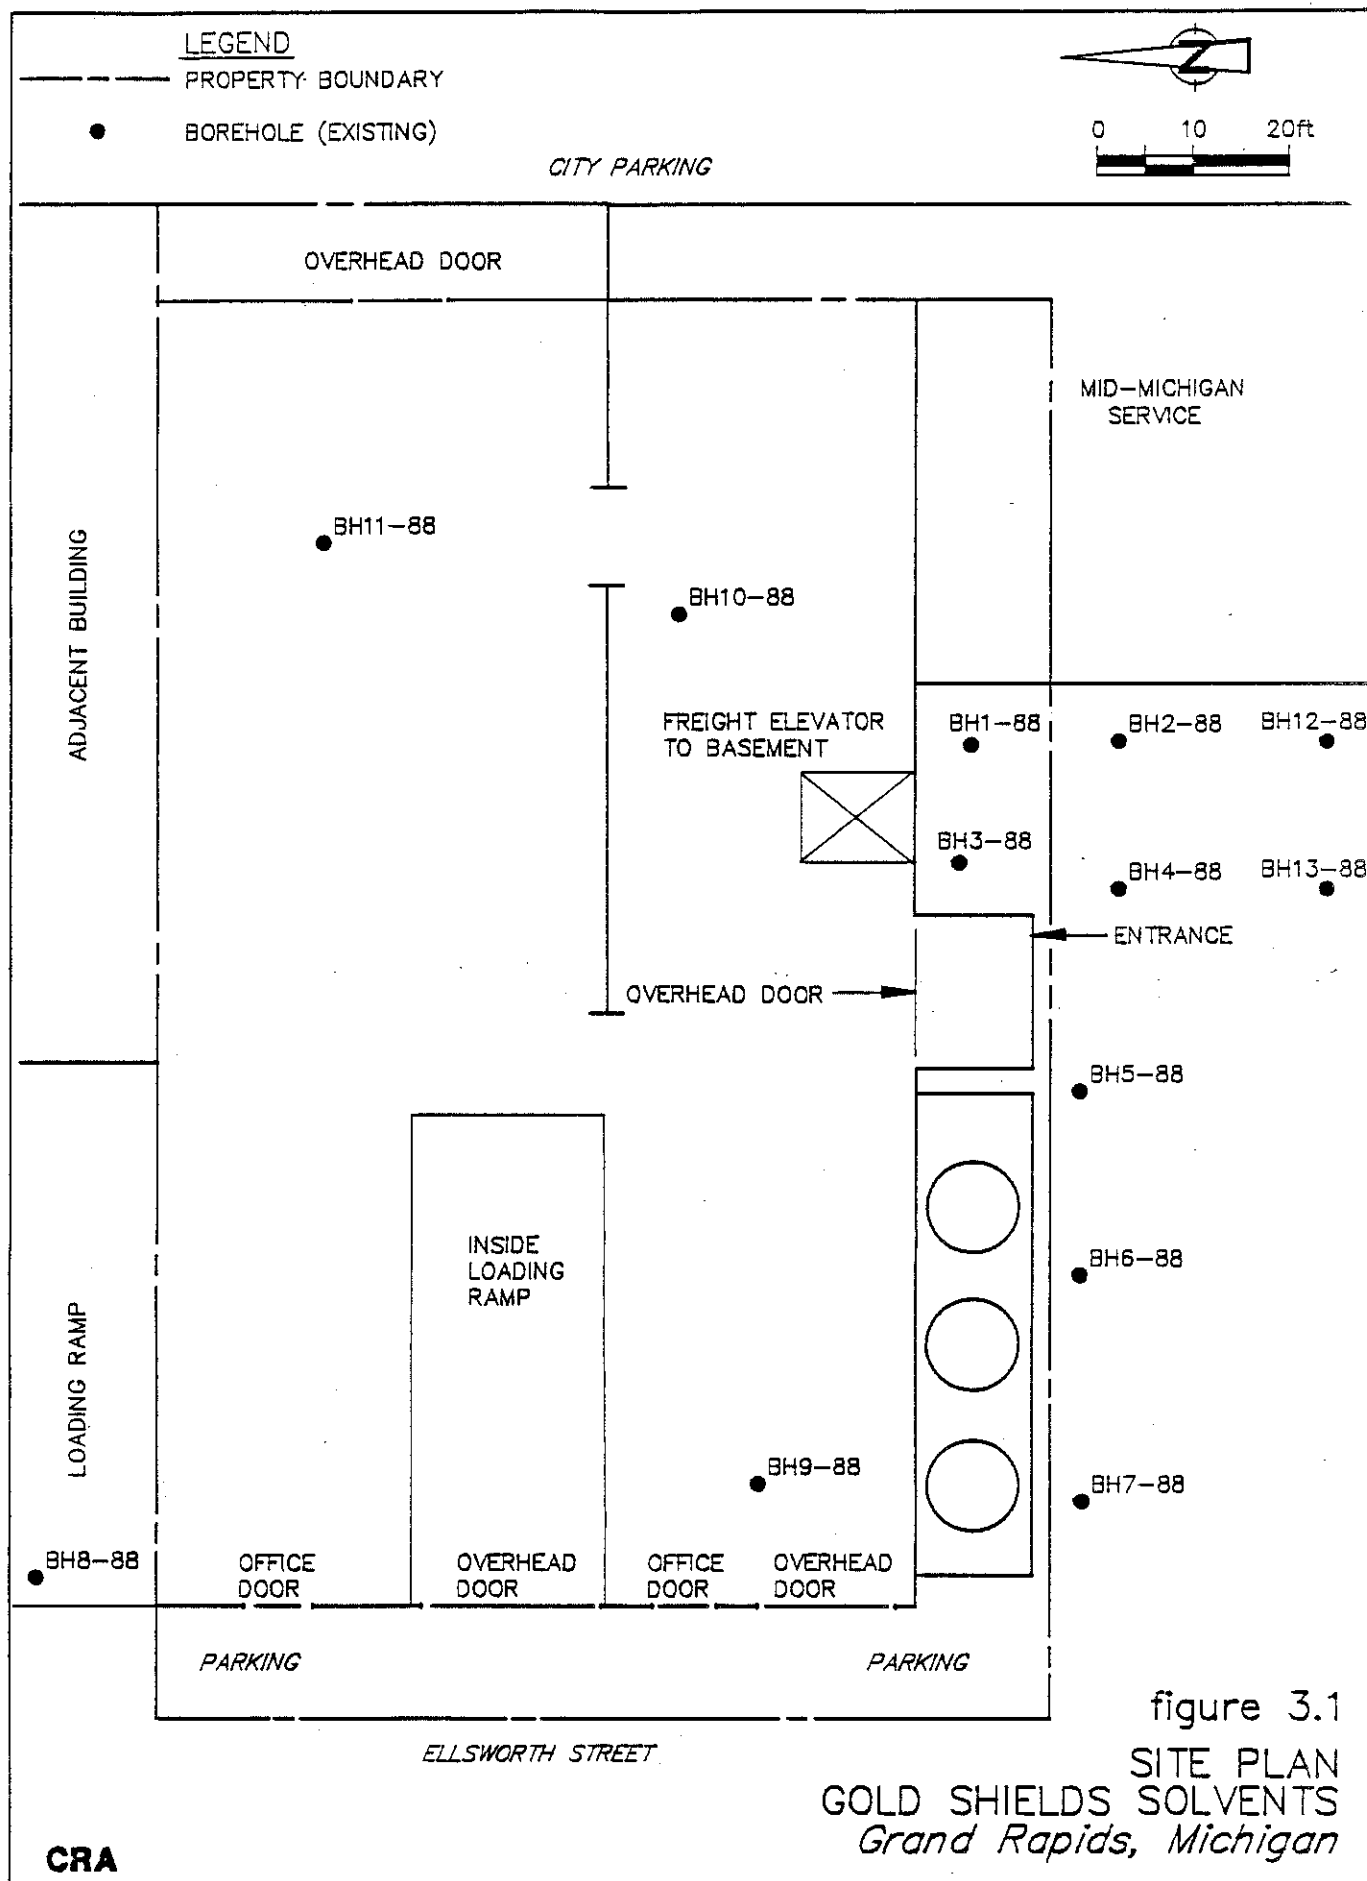 LEGEND
PROPERTY BOUNDARY
BOREHOLE (EXISTING)
Z
0 10 20ft
CITY PARKING
OVERHEAD DOOR
MID-MICHIGAN
SERVICE
BH11-88
ADJACENT BUILDING
BH10-88
FREIGHT ELEVATOR
TO BASEMENT
BH1-88
BH2-88
BH12-88
BH3-88
BH4-88
BH13-88
ENTRANCE
OVERHEAD DOOR
BH5-88
INSIDE
LOADING
RAMP
BH6-88
LOADING RAMP
BH9-88
BH7-88
BH8-88
OFFICE
DOOR
OVERHEAD
DOOR
OFFICE
DOOR
OVERHEAD
DOOR
PARKING
PARKING
ELLSWORTH STREET
figure 3.1
SITE PLAN
GOLD SHIELDS SOLVENTS
Grand Rapids, Michigan
CRA